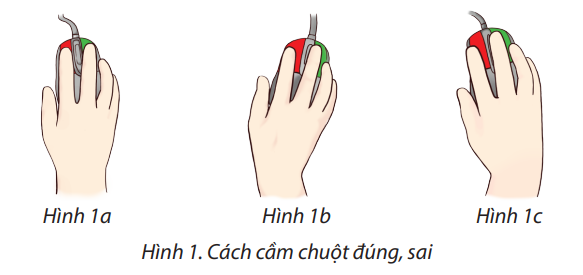 Hình 1a
Hình 1b
Hình 1c
Hình 1. Cách cầm chuột đúng, sai